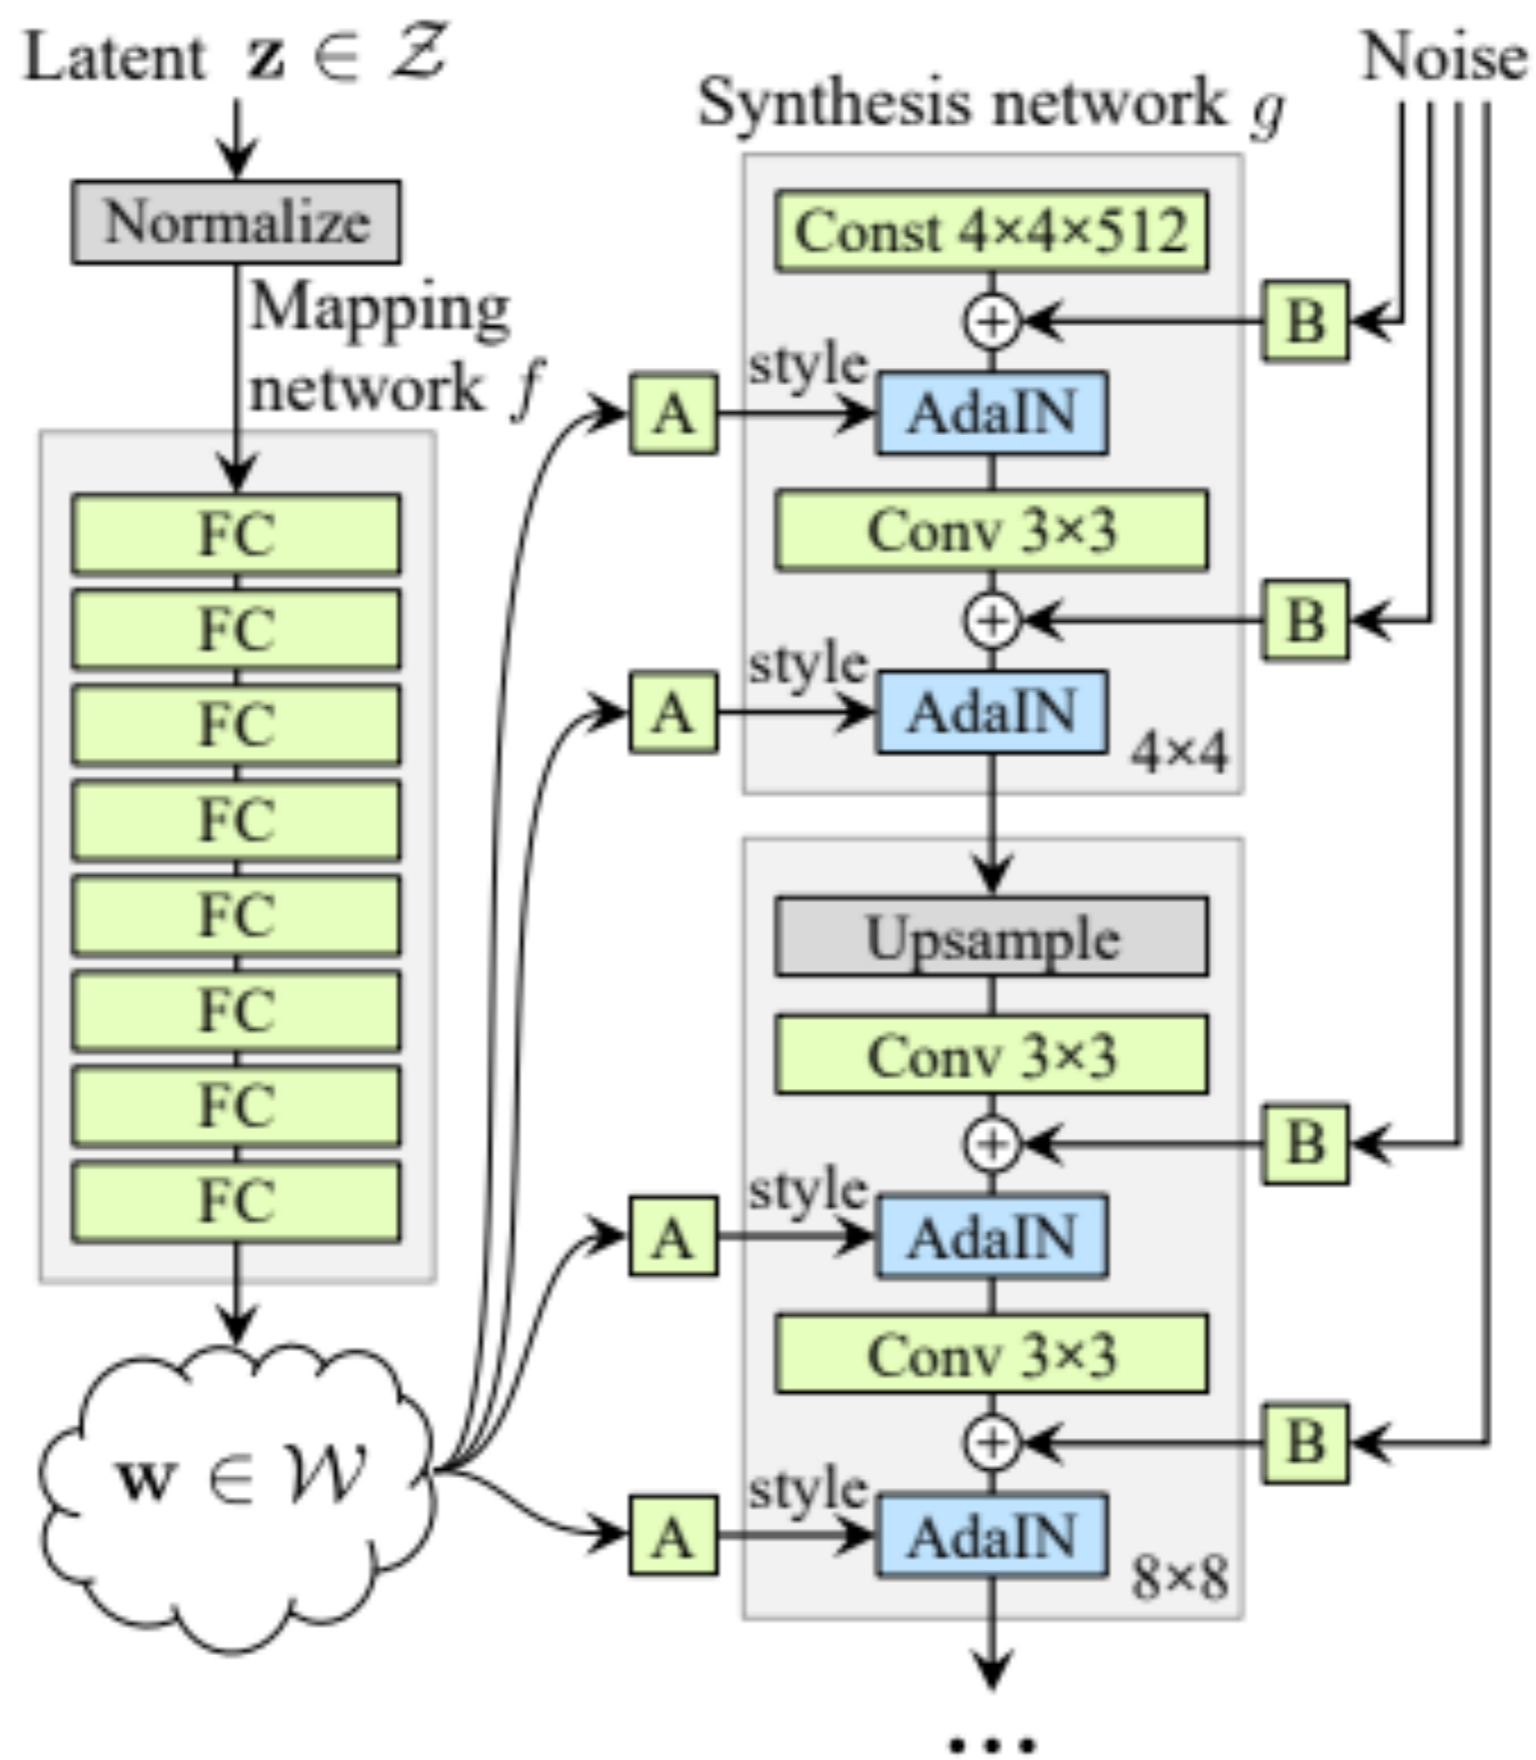 Latent z ∈ 𝒵
Normalize
Mapping
network f
FC
FC
FC
FC
FC
FC
FC
FC
w ∈ 𝒲
Synthesis network g
Noise
Const 4×4×512
B
style
A
AdaIN
Conv 3×3
B
style
A
AdaIN
4×4
Upsample
Conv 3×3
B
style
A
AdaIN
Conv 3×3
B
style
A
AdaIN
8×8
...